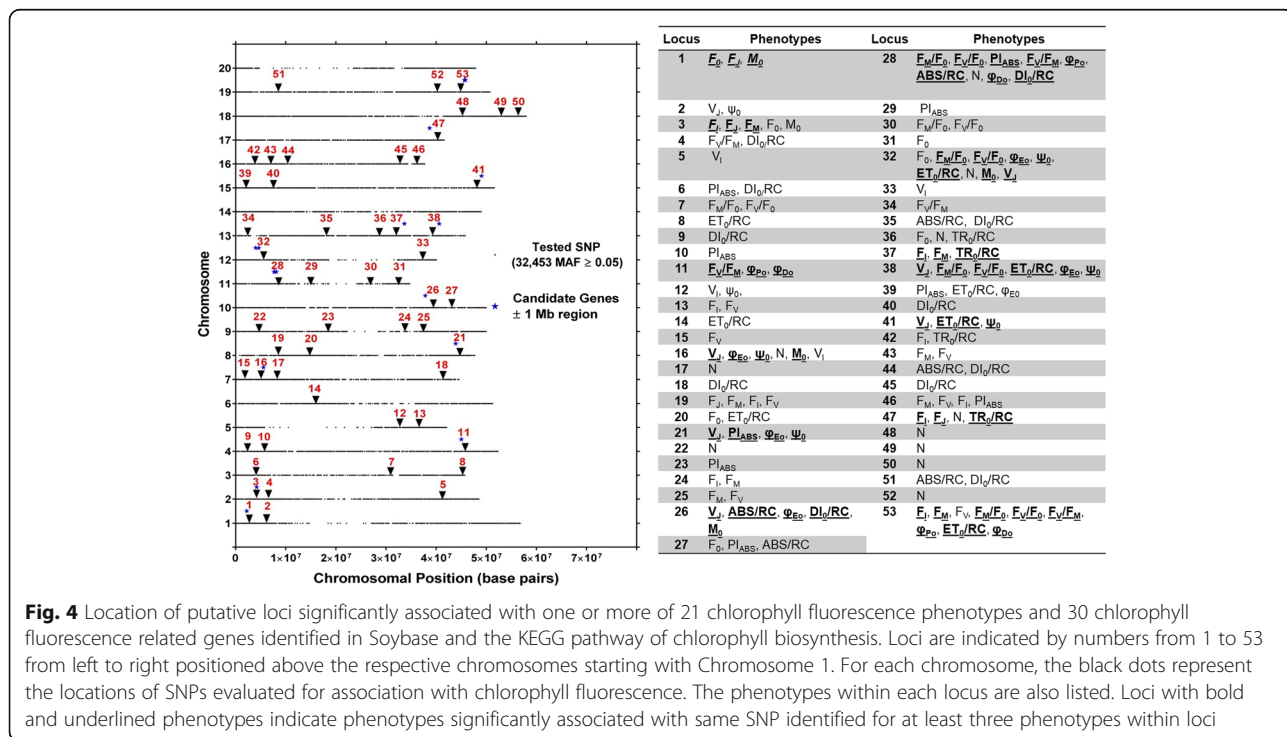 Chromosome
20
19
18
17
16
15
14
13
12
11
10
9
8
7
6
5
4
3
2
1
51 52 53
48 49 50
47
42 43 44 45 46
39 40 41
34 35 36 37 38
32 33
28 29 30 31
26 27
22 23 24 25
19 20 21
15 16 17 18
14
12 13
9 10 11
6 7 8
3 4 5
1 2
Tested SNP
(32,453 MAF ≥ 0.05)
Candidate Genes
± 1 Mb region
0 1×10⁷ 2×10⁷ 3×10⁷ 4×10⁷ 5×10⁷ 6×10⁷ 7×10⁷
Chromosomal Position (base pairs)
Locus Phenotypes Locus Phenotypes
1 F₀, F_J, M₀ 28 F_M/F₀, F_V/F₀, PI_ABS, F_V/F_M, φ_Po,
ABS/RC, N, φ_Do, DI₀/RC
2 V_J, ψ₀ 29 PI_ABS
3 F_I, F_J, F_M, F₀, M₀ 30 F_M/F₀, F_V/F₀
4 F_V/F_M, DI₀/RC 31 F₀
5 V_I 32 F₀, F_M/F₀, F_V/F₀, φ_Eo, ψ₀,
ET₀/RC, N, M₀, V_J
6 PI_ABS, DI₀/RC 33 V_I
7 F_M/F₀, F_V/F₀ 34 F_V/F_M
8 ET₀/RC 35 ABS/RC, DI₀/RC
9 DI₀/RC 36 F₀, N, TR₀/RC
10 PI_ABS 37 F_I, F_M, TR₀/RC
11 F_V/F_M, φ_Po, φ_Do 38 V_J, F_M/F₀, F_V/F₀, ET₀/RC, φ_Eo, ψ₀
12 V_I, ψ₀, 39 PI_ABS, ET₀/RC, φ_E0
13 F_I, F_V 40 DI₀/RC
14 ET₀/RC 41 V_J, ET₀/RC, ψ₀
15 F_V 42 F_I, TR₀/RC
16 V_J, φ_Eo, ψ₀, N, M₀, V_I 43 F_M, F_V
17 N 44 ABS/RC, DI₀/RC
18 DI₀/RC 45 DI₀/RC
19 F_J, F_M, F_I, F_V 46 F_M, F_V, F_I, PI_ABS
20 F₀, ET₀/RC 47 F_I, F_J, N, TR₀/RC
21 V_J, PI_ABS, φ_Eo, ψ₀ 48 N
22 N 49 N
23 PI_ABS 50 N
24 F_I, F_M 51 ABS/RC, DI₀/RC
25 F_M, F_V 52 N
26 V_J, ABS/RC, φ_Eo, DI₀/RC, 53 F_I, F_M, F_V, F_M/F₀, F_V/F₀, F_V/F_M,
M₀ φ_Po, ET₀/RC, φ_Do
27 F₀, PI_ABS, ABS/RC
Fig. 4 Location of putative loci significantly associated with one or more of 21 chlorophyll fluorescence phenotypes and 30 chlorophyll
fluorescence related genes identified in Soybase and the KEGG pathway of chlorophyll biosynthesis. Loci are indicated by numbers from 1 to 53
from left to right positioned above the respective chromosomes starting with Chromosome 1. For each chromosome, the black dots represent
the locations of SNPs evaluated for association with chlorophyll fluorescence. The phenotypes within each locus are also listed. Loci with bold
and underlined phenotypes indicate phenotypes significantly associated with same SNP identified for at least three phenotypes within loci